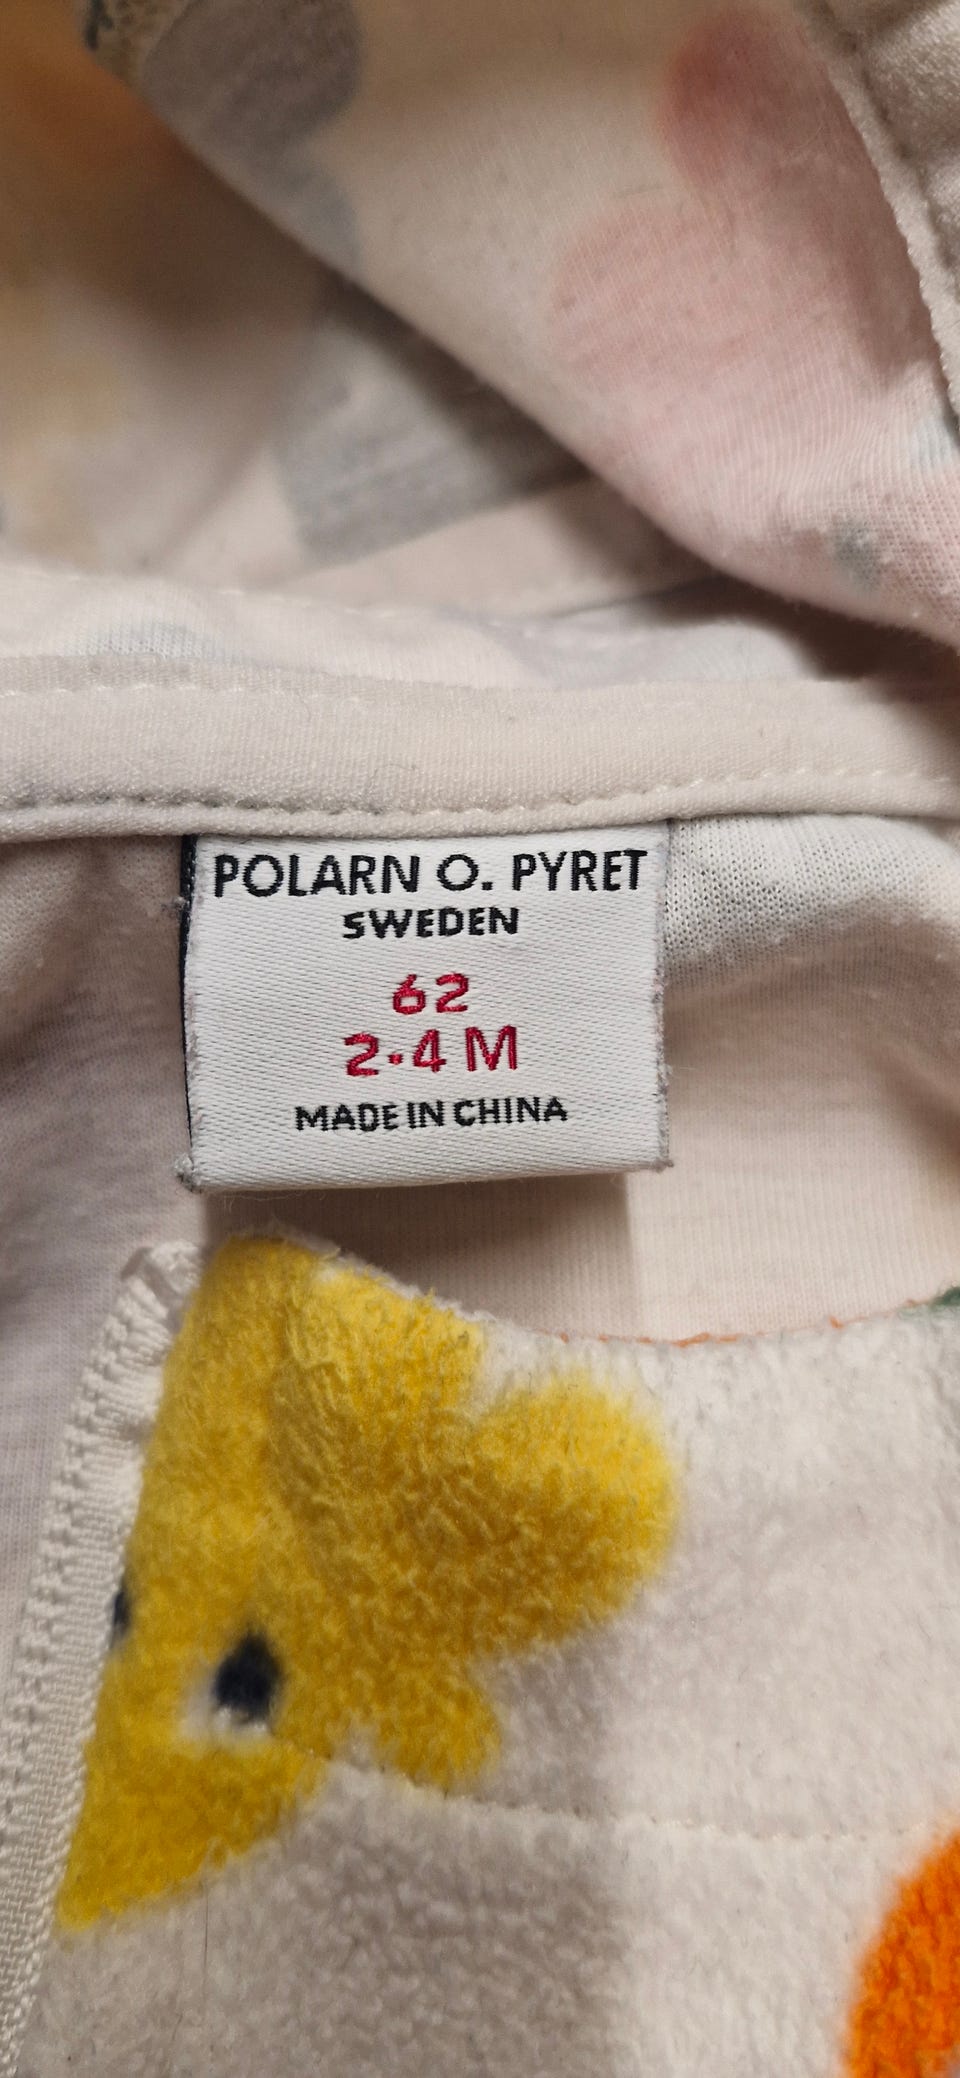 POLARN O. PYRET
SWEDEN
62
2·4 M
MADE IN CHINA